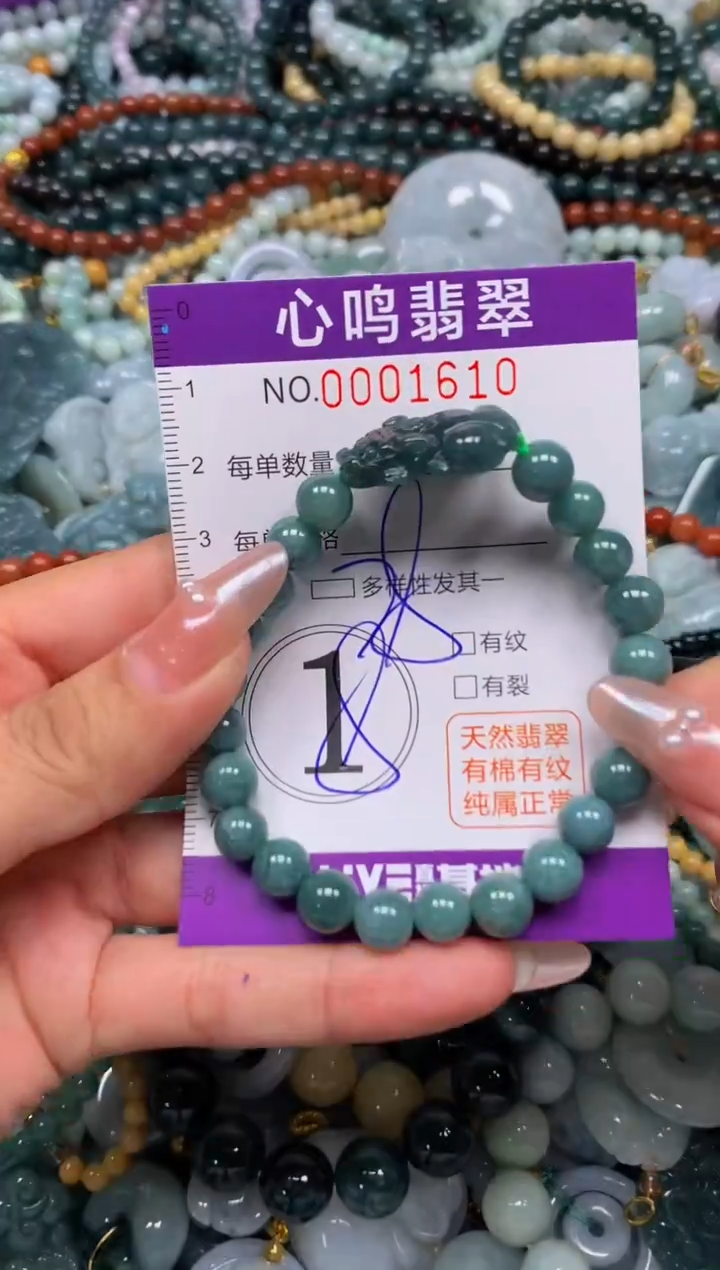 心鸣翡翠
0
NO.0001610
1
2 每单数量
3 每
多样性发其一
有纹
有裂
1
天然翡翠
有棉有纹
纯属正常
8